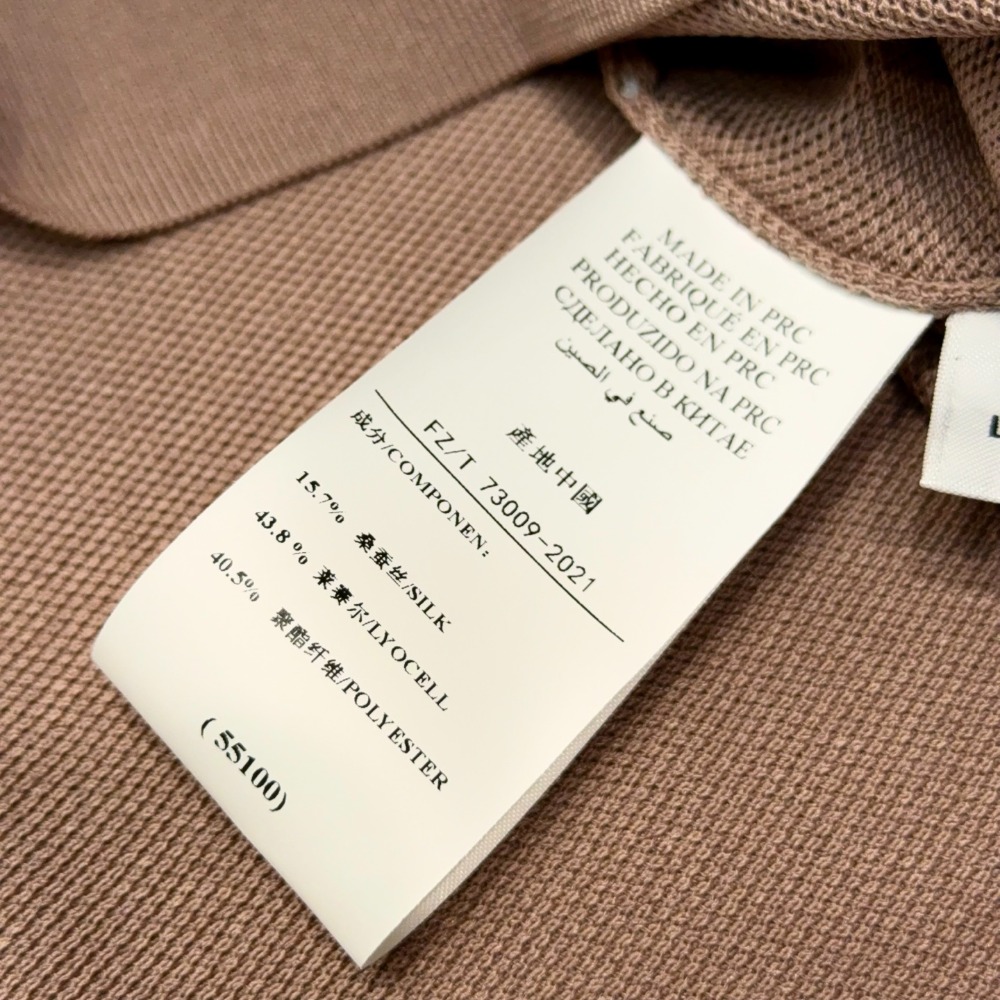 MADE IN PRC
FABRIQUÉ EN PRC
HECHO EN PRC
PRODUZIDO NA PRC
СДЕЛАНО В КИТАЕ
صنع في الصين
産地中國
FZ/T 73009-2021
成分/COMPONEN:
15.7% 桑蚕丝/SILK
43.8% 莱赛尔/LYOCELL
40.5% 聚酯纤维/POLYESTER
(55100)